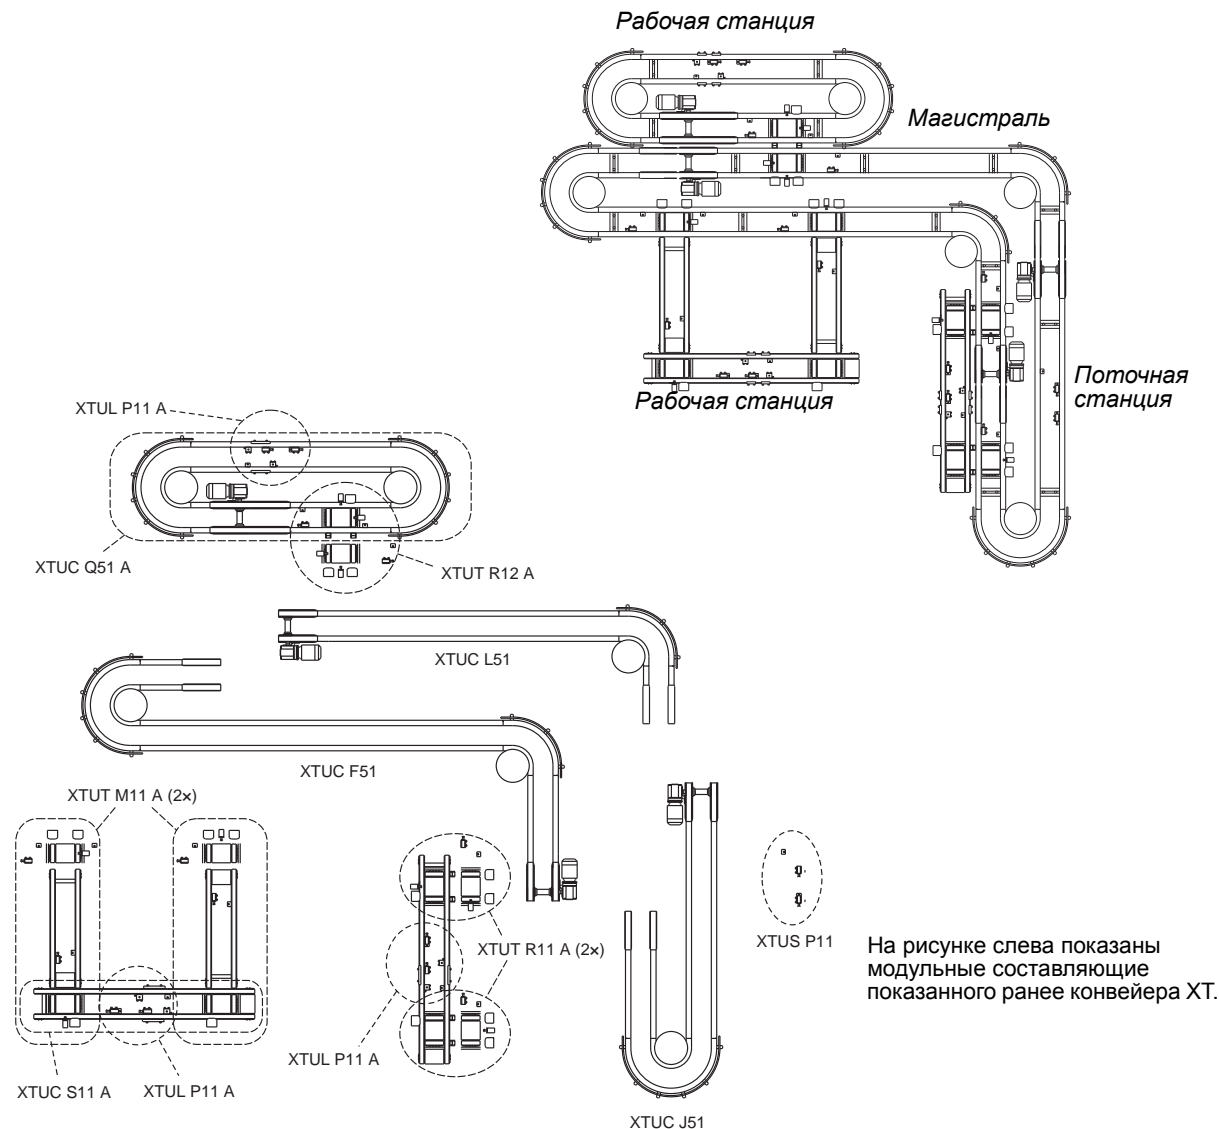 Рабочая станция
Магистраль
Поточная
станция
Рабочая станция
XTUL P11 A
XTUC Q51 A
XTUT R12 A
XTUC L51
XTUC F51
XTUT M11 A (2×)
XTUT R11 A (2×)
XTUS P11
На рисунке слева показаны
модульные составляющие
показанного ранее конвейера XT.
XTUL P11 A
XTUC S11 A
XTUL P11 A
XTUC J51